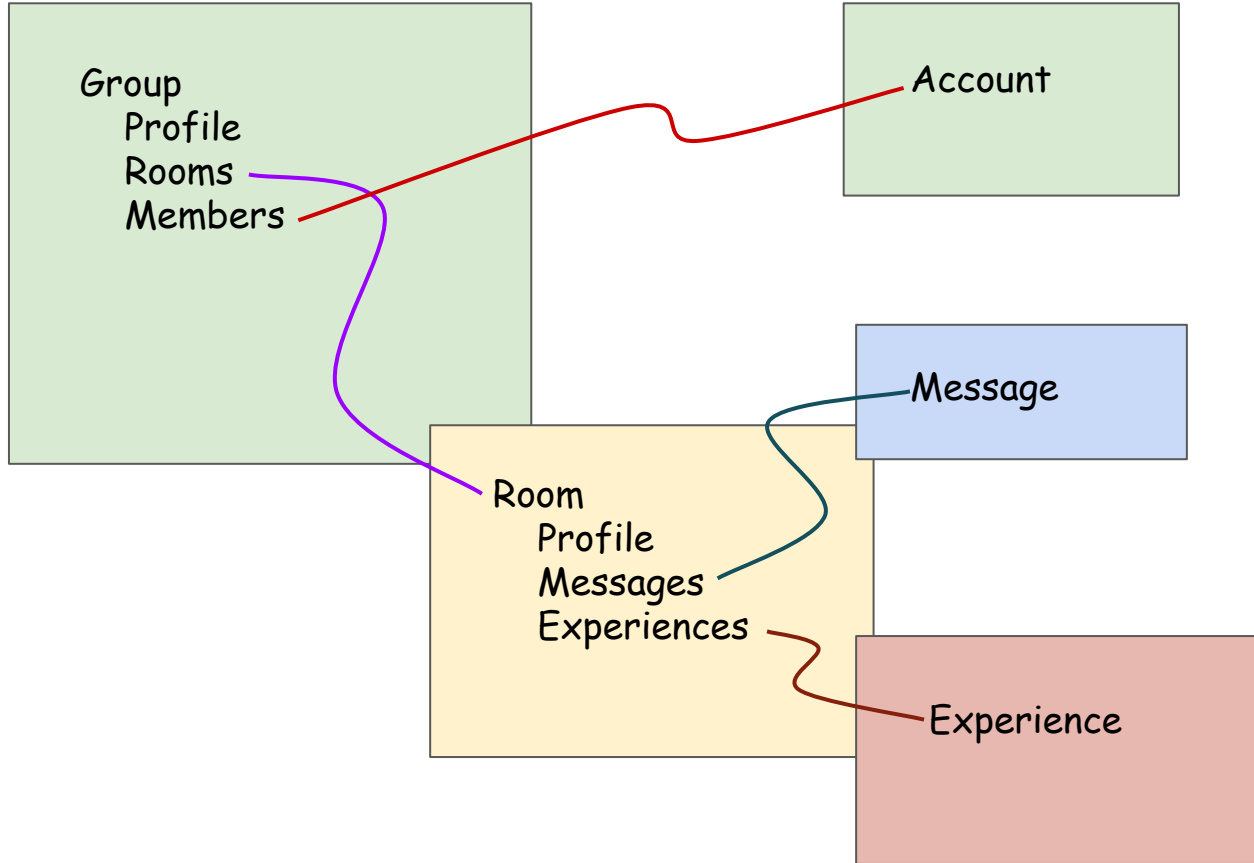 Group
Profile
Rooms
Members
Account
Message
Room
Profile
Messages
Experiences
Experience